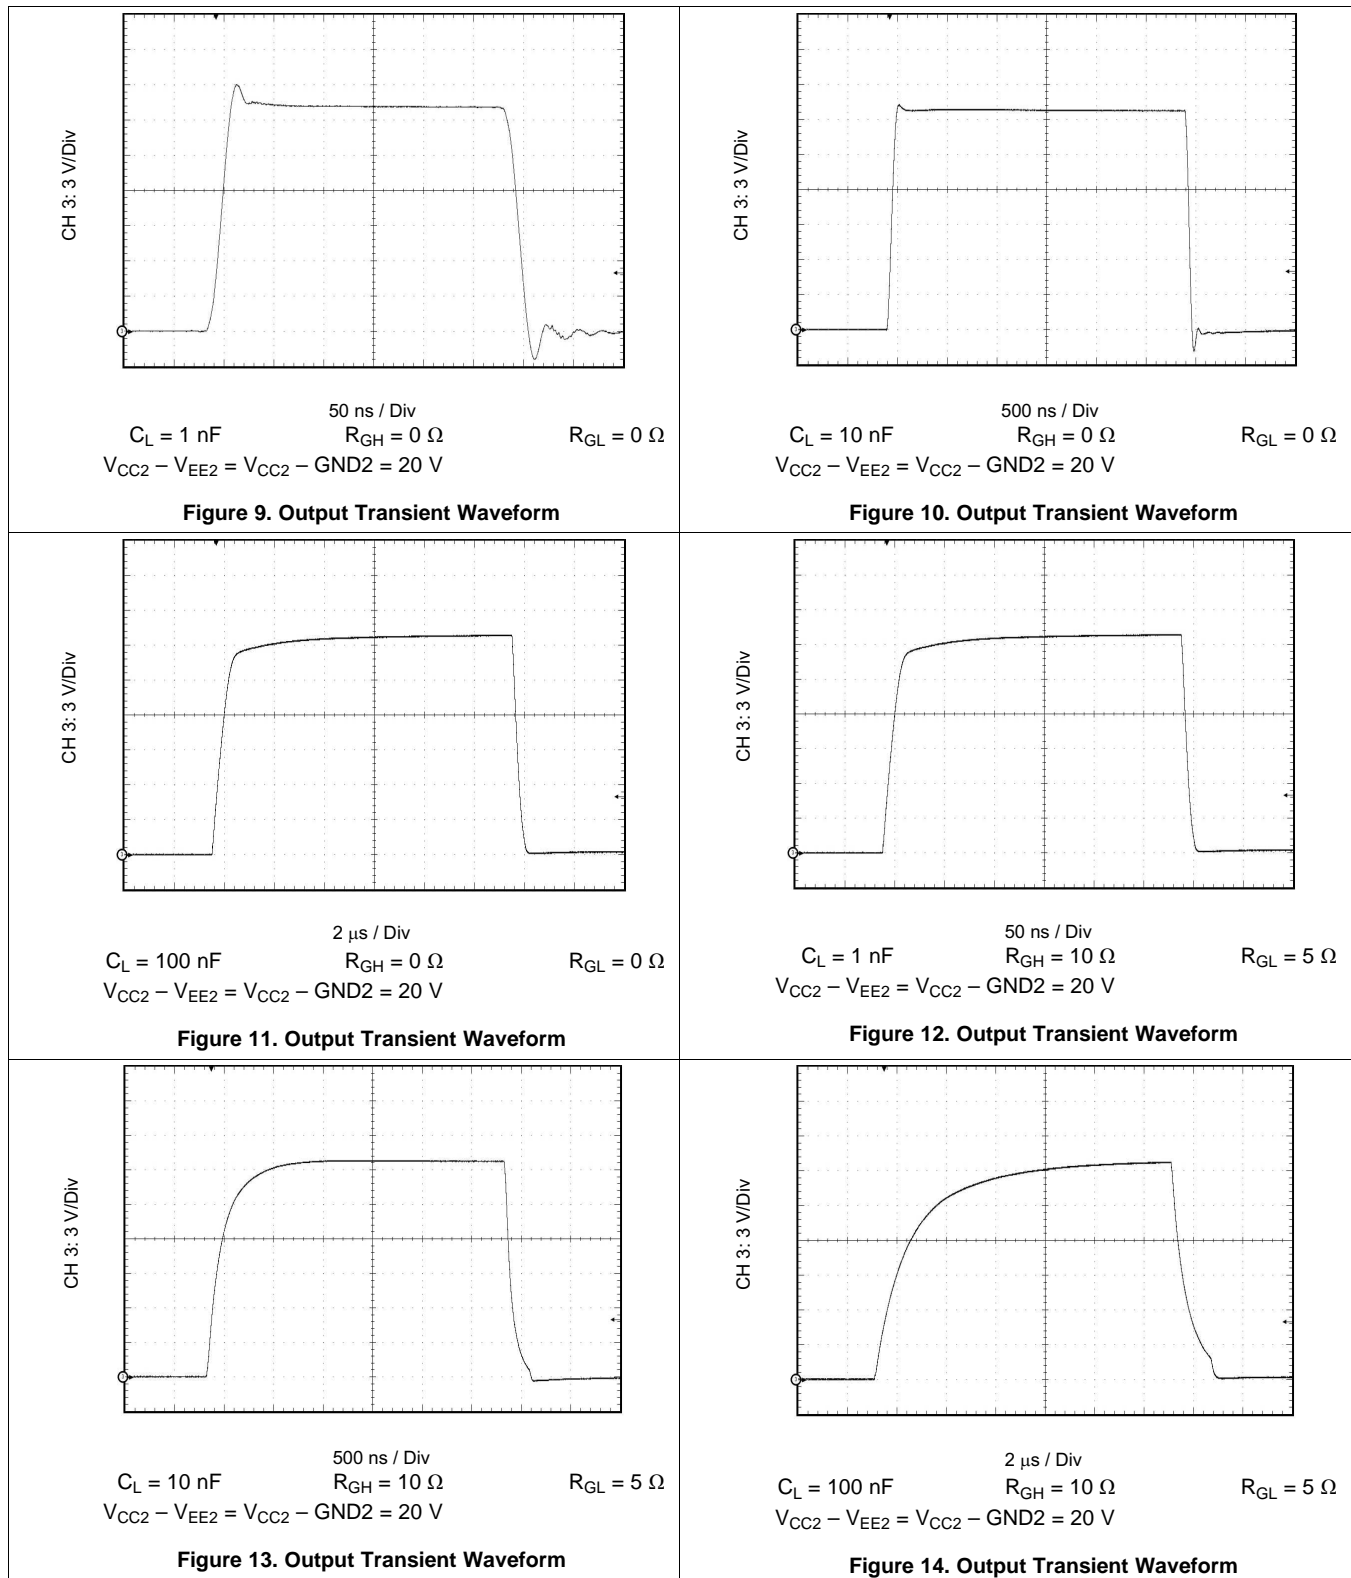 CH 3: 3 V/Div
50 ns / Div
C_L = 1 nF R_GH = 0 Ω R_GL = 0 Ω
V_CC2 – V_EE2 = V_CC2 – GND2 = 20 V
Figure 9. Output Transient Waveform
CH 3: 3 V/Div
500 ns / Div
C_L = 10 nF R_GH = 0 Ω R_GL = 0 Ω
V_CC2 – V_EE2 = V_CC2 – GND2 = 20 V
Figure 10. Output Transient Waveform
CH 3: 3 V/Div
2 μs / Div
C_L = 100 nF R_GH = 0 Ω R_GL = 0 Ω
V_CC2 – V_EE2 = V_CC2 – GND2 = 20 V
Figure 11. Output Transient Waveform
CH 3: 3 V/Div
50 ns / Div
C_L = 1 nF R_GH = 10 Ω R_GL = 5 Ω
V_CC2 – V_EE2 = V_CC2 – GND2 = 20 V
Figure 12. Output Transient Waveform
CH 3: 3 V/Div
500 ns / Div
C_L = 10 nF R_GH = 10 Ω R_GL = 5 Ω
V_CC2 – V_EE2 = V_CC2 – GND2 = 20 V
Figure 13. Output Transient Waveform
CH 3: 3 V/Div
2 μs / Div
C_L = 100 nF R_GH = 10 Ω R_GL = 5 Ω
V_CC2 – V_EE2 = V_CC2 – GND2 = 20 V
Figure 14. Output Transient Waveform